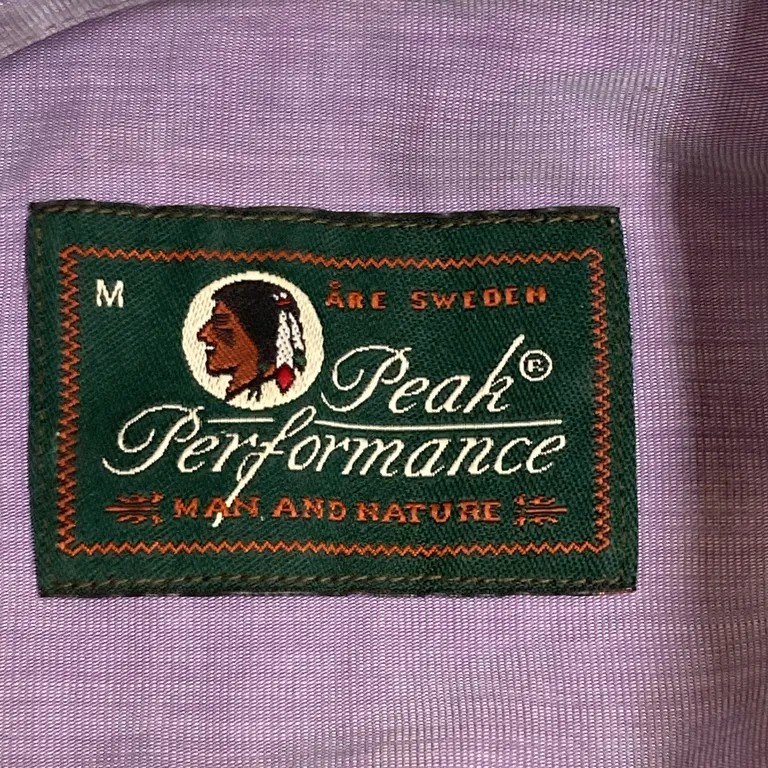 M
ÅRE SWEDEN
Peak®
Performance
MAN AND NATURE